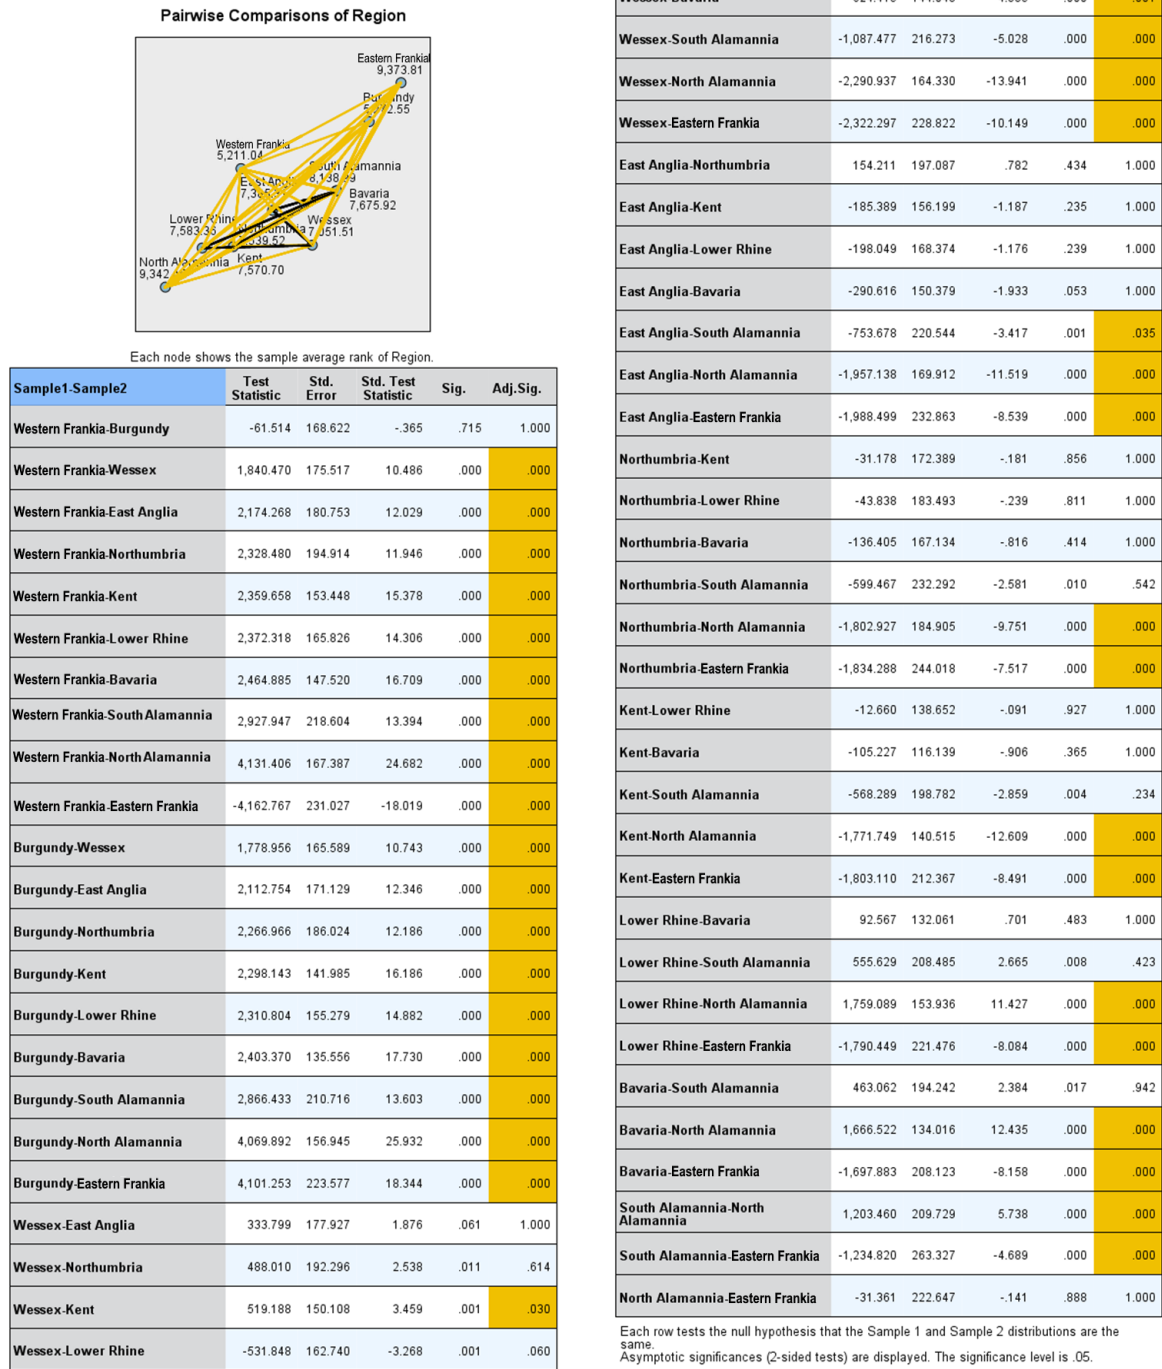 Pairwise Comparisons of Region
Eastern Frankia
9,373.81
Burgundy
Western Frankia
5,211.04
South Alamannia
8,138.99
East Anglia
Bavaria
7,675.92
Lower Rhine
7,583.36
Wessex
7,051.51
Northumbria
7,539.52
North Alamannia
9,342
Kent
7,570.70
Each node shows the sample average rank of Region.
Sample1-Sample2 Test Statistic Std. Error Std. Test Statistic Sig. Adj.Sig.
Western Frankia-Burgundy -61.514 168.622 -.365 .715 1.000
Western Frankia-Wessex 1,840.470 175.517 10.486 .000 .000
Western Frankia-East Anglia 2,174.268 180.753 12.029 .000 .000
Western Frankia-Northumbria 2,328.480 194.914 11.946 .000 .000
Western Frankia-Kent 2,359.658 153.448 15.378 .000 .000
Western Frankia-Lower Rhine 2,372.318 165.826 14.306 .000 .000
Western Frankia-Bavaria 2,464.885 147.520 16.709 .000 .000
Western Frankia-South Alamannia 2,927.947 218.604 13.394 .000 .000
Western Frankia-North Alamannia 4,131.406 167.387 24.682 .000 .000
Western Frankia-Eastern Frankia -4,162.767 231.027 -18.019 .000 .000
Burgundy-Wessex 1,778.956 165.589 10.743 .000 .000
Burgundy-East Anglia 2,112.754 171.129 12.346 .000 .000
Burgundy-Northumbria 2,266.966 186.024 12.186 .000 .000
Burgundy-Kent 2,298.143 141.985 16.186 .000 .000
Burgundy-Lower Rhine 2,310.804 155.279 14.882 .000 .000
Burgundy-Bavaria 2,403.370 135.556 17.730 .000 .000
Burgundy-South Alamannia 2,866.433 210.716 13.603 .000 .000
Burgundy-North Alamannia 4,069.892 156.945 25.932 .000 .000
Burgundy-Eastern Frankia 4,101.253 223.577 18.344 .000 .000
Wessex-East Anglia 333.799 177.927 1.876 .061 1.000
Wessex-Northumbria 488.010 192.296 2.538 .011 .614
Wessex-Kent 519.188 150.108 3.459 .001 .030
Wessex-Lower Rhine -531.848 162.740 -3.268 .001 .060
Wessex-Bavaria
Wessex-South Alamannia -1,087.477 216.273 -5.028 .000 .000
Wessex-North Alamannia -2,290.937 164.330 -13.941 .000 .000
Wessex-Eastern Frankia -2,322.297 228.822 -10.149 .000 .000
East Anglia-Northumbria 154.211 197.087 .782 .434 1.000
East Anglia-Kent -185.389 156.199 -1.187 .235 1.000
East Anglia-Lower Rhine -198.049 168.374 -1.176 .239 1.000
East Anglia-Bavaria -290.616 150.379 -1.933 .053 1.000
East Anglia-South Alamannia -753.678 220.544 -3.417 .001 .035
East Anglia-North Alamannia -1,957.138 169.912 -11.519 .000 .000
East Anglia-Eastern Frankia -1,988.499 232.863 -8.539 .000 .000
Northumbria-Kent -31.178 172.389 -.181 .856 1.000
Northumbria-Lower Rhine -43.838 183.493 -.239 .811 1.000
Northumbria-Bavaria -136.405 167.134 -.816 .414 1.000
Northumbria-South Alamannia -599.467 232.292 -2.581 .010 .542
Northumbria-North Alamannia -1,802.927 184.905 -9.751 .000 .000
Northumbria-Eastern Frankia -1,834.288 244.018 -7.517 .000 .000
Kent-Lower Rhine -12.660 138.652 -.091 .927 1.000
Kent-Bavaria -105.227 116.139 -.906 .365 1.000
Kent-South Alamannia -568.289 198.782 -2.859 .004 .234
Kent-North Alamannia -1,771.749 140.515 -12.609 .000 .000
Kent-Eastern Frankia -1,803.110 212.367 -8.491 .000 .000
Lower Rhine-Bavaria 92.567 132.061 .701 .483 1.000
Lower Rhine-South Alamannia 555.629 208.485 2.665 .008 .423
Lower Rhine-North Alamannia 1,759.089 153.936 11.427 .000 .000
Lower Rhine-Eastern Frankia -1,790.449 221.476 -8.084 .000 .000
Bavaria-South Alamannia 463.062 194.242 2.384 .017 .942
Bavaria-North Alamannia 1,666.522 134.016 12.435 .000 .000
Bavaria-Eastern Frankia -1,697.883 208.123 -8.158 .000 .000
South Alamannia-North Alamannia 1,203.460 209.729 5.738 .000 .000
South Alamannia-Eastern Frankia -1,234.820 263.327 -4.689 .000 .000
North Alamannia-Eastern Frankia -31.361 222.647 -.141 .888 1.000
Each row tests the null hypothesis that the Sample 1 and Sample 2 distributions are the
same.
Asymptotic significances (2-sided tests) are displayed. The significance level is .05.